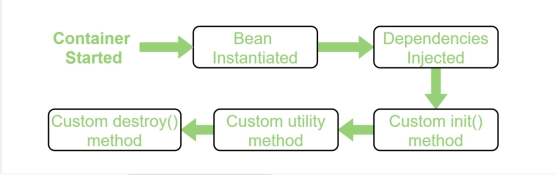 Container
Started
Bean
Instantiated
Dependencies
Injected
Custom init()
method
Custom utility
method
Custom destroy()
method